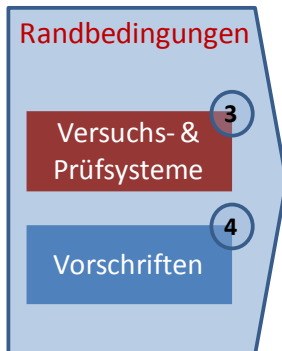 Randbedingungen
3
Versuchs- &
Prüfsysteme
4
Vorschriften